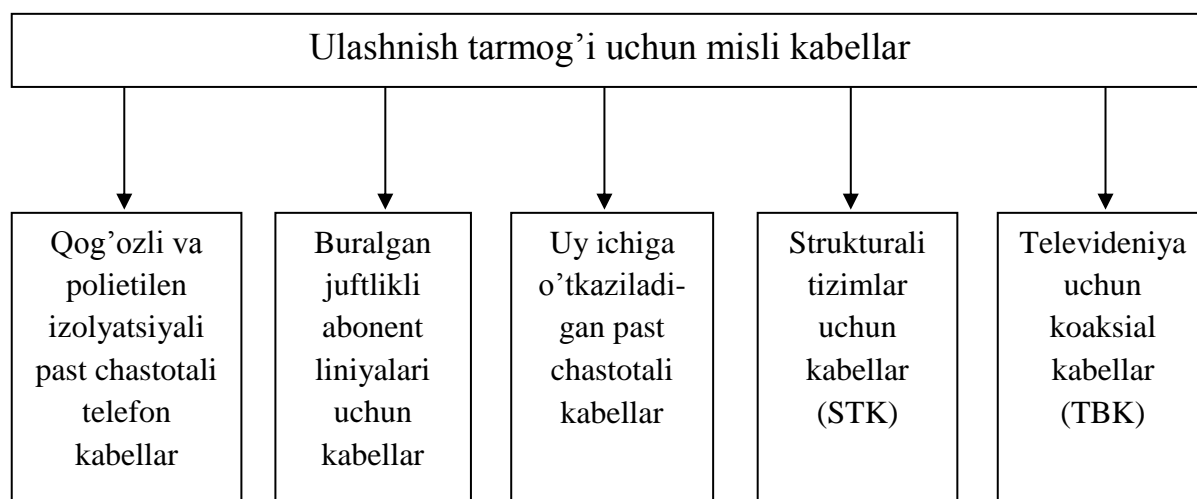 Ulashnish tarmog’i uchun misli kabellar
Qog’ozli va
polietilen
izolyatsiyali
past chastotali
telefon
kabellar
Buralgan
juftlikli
abonent
liniyalari
uchun
kabellar
Uy ichiga
o’tkaziladi-
gan past
chastotali
kabellar
Strukturali
tizimlar
uchun
kabellar
(STK)
Televideniya
uchun
koaksial
kabellar
(TBK)